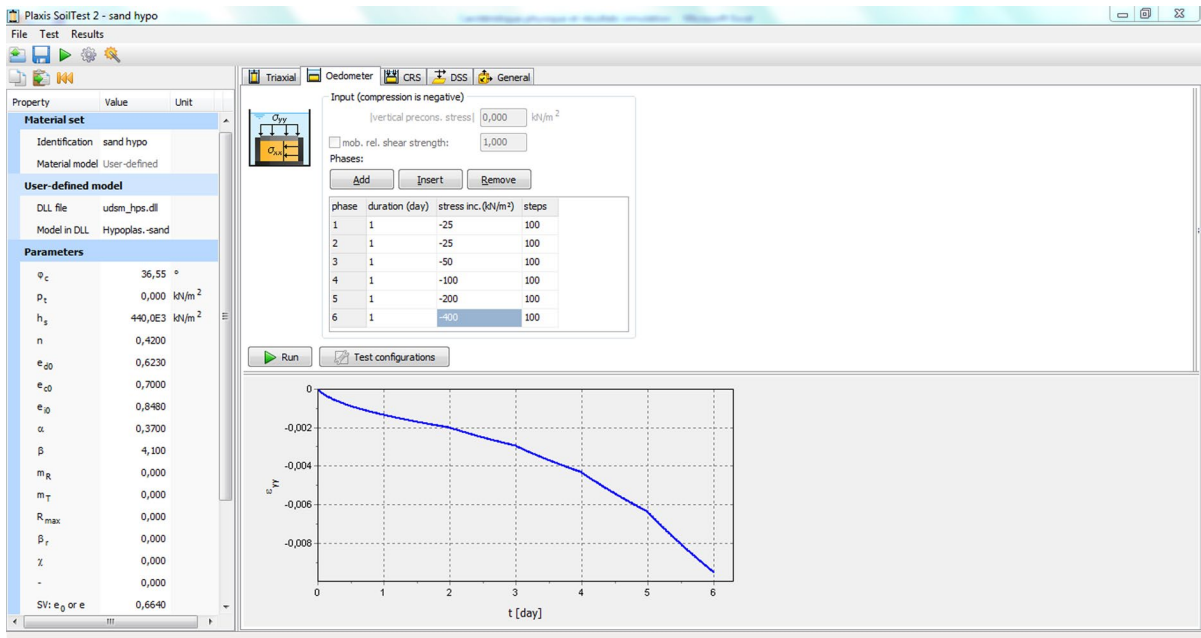 Plaxis SoilTest 2 - sand hypo
File Test Results
Property Value Unit
Material set
Identification sand hypo
Material model User-defined
User-defined model
DLL file udsm_hps.dll
Model in DLL Hypoplas.-sand
Parameters
φc 36,55 °
pt 0,000 kN/m 2
hs 440,0E3 kN/m 2
n 0,4200
ed0 0,6230
ec0 0,7000
ei0 0,8480
α 0,3700
β 4,100
mR 0,000
mT 0,000
Rmax 0,000
βr 0,000
χ 0,000
- 0,000
SV: e0 or e 0,6640
Triaxial Oedometer CRS DSS General
Input (compression is negative)
σyy
σxx
|vertical precons. stress| 0,000 kN/m 2
mob. rel. shear strength: 1,000
Phases:
Add Insert Remove
phase duration (day) stress inc.(kN/m²) steps
1 1 -25 100
2 1 -25 100
3 1 -50 100
4 1 -100 100
5 1 -200 100
6 1 -400 100
Run Test configurations
0
-0,002
-0,004
-0,006
-0,008
εyy
0 1 2 3 4 5 6
t [day]